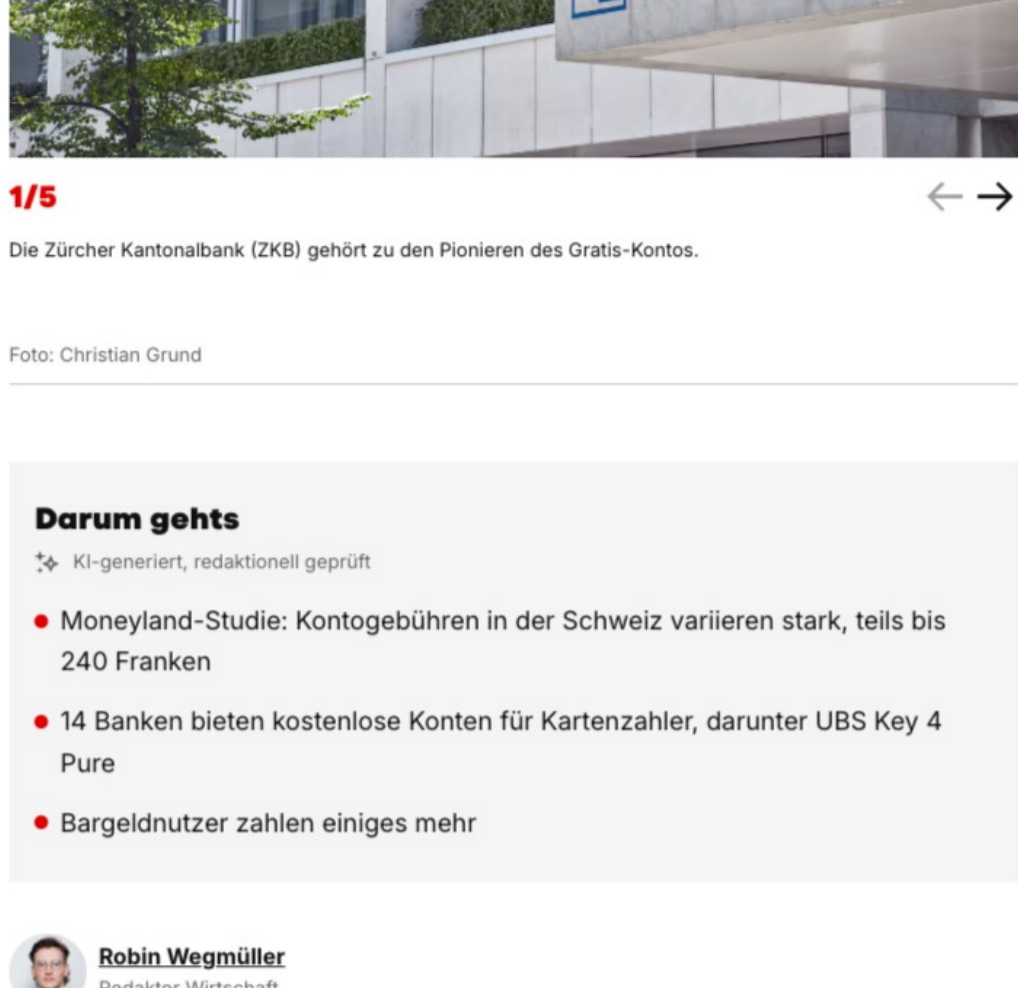 1/5
Die Zürcher Kantonalbank (ZKB) gehört zu den Pionieren des Gratis-Kontos.
Foto: Christian Grund
Darum gehts
KI-generiert, redaktionell geprüft
Moneyland-Studie: Kontogebühren in der Schweiz variieren stark, teils bis
240 Franken
14 Banken bieten kostenlose Konten für Kartenzahler, darunter UBS Key 4
Pure
Bargeldnutzer zahlen einiges mehr
Robin Wegmüller
Redaktor Wirtschaft